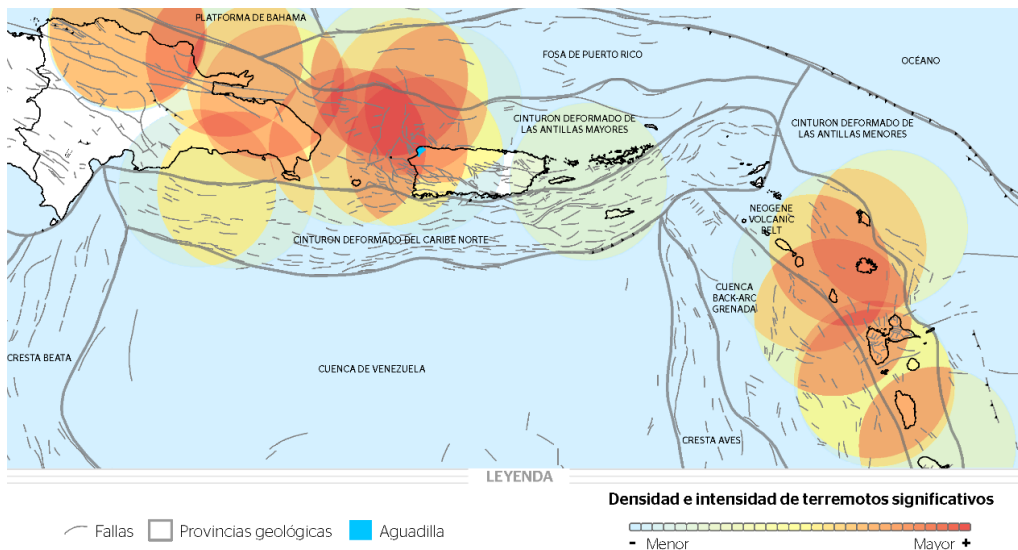 PLATFORMA DE BAHAMA
FOSA DE PUERTO RICO
OCÉANO
CINTURON DEFORMADO DE
LAS ANTILLAS MAYORES
CINTURON DEFORMADO DE
LAS ANTILLAS MENORES
NEOGENE
VOLCANIC
BELT
CINTURON DEFORMADO DEL CARIBE NORTE
CUENCA
BACK-ARC
GRENADA
CRESTA BEATA
CUENCA DE VENEZUELA
CRESTA AVES
LEYENDA
Densidad e intensidad de terremotos significativos
Fallas
Provincias geológicas
Aguadilla
- Menor
Mayor +